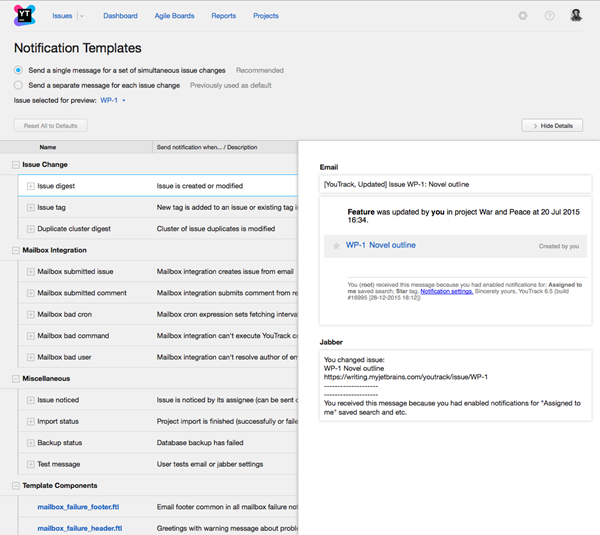 YT
Issues
Dashboard
Agile Boards
Reports
Projects
Notification Templates
Send a single message for a set of simultaneous issue changes Recommended
Send a separate message for each issue change Previously used as default
Issue selected for preview: WP-1
Reset All to Defaults
> Hide Details
Name Send notification when... / Description
Issue Change
Issue digest Issue is created or modified
Issue tag New tag is added to an issue or existing tag i
Duplicate cluster digest Cluster of issue duplicates is modified
Mailbox Integration
Mailbox submitted issue Mailbox integration creates issue from email
Mailbox submitted comment Mailbox integration submits comment from re
Mailbox bad cron Mailbox cron expression sets fetching interva
Mailbox bad command Mailbox integration can't execute YouTrack co
Mailbox bad user Mailbox integration can't resolve author of em
Miscellaneous
Issue noticed Issue is noticed by its assignee (can be sent o
Import status Project import is finished (successfully or faile
Backup status Database backup has failed
Test message User tests email or jabber settings
Template Components
mailbox_failure_footer.ftl Email footer common in all mailbox failure not
mailbox_failure_header.ftl Greetings with warning message about proble
Email
[YouTrack, Updated] Issue WP-1: Novel outline
Feature was updated by you in project War and Peace at 20 Jul 2015
16:34.
WP-1 Novel outline Created by you
You (root) received this message because you had enabled notifications for: Assigned to
me saved search; Star tag. Notification settings. Sincerely yours, YouTrack 6.5 (build
#16995 [28-12-2015 18:12])
Jabber
You changed issue:
WP-1 Novel outline
https://writing.myjetbrains.com/youtrack/issue/WP-1
--------------------
--------------------
You received this message because you had enabled notifications for "Assigned to
me" saved search and etc.